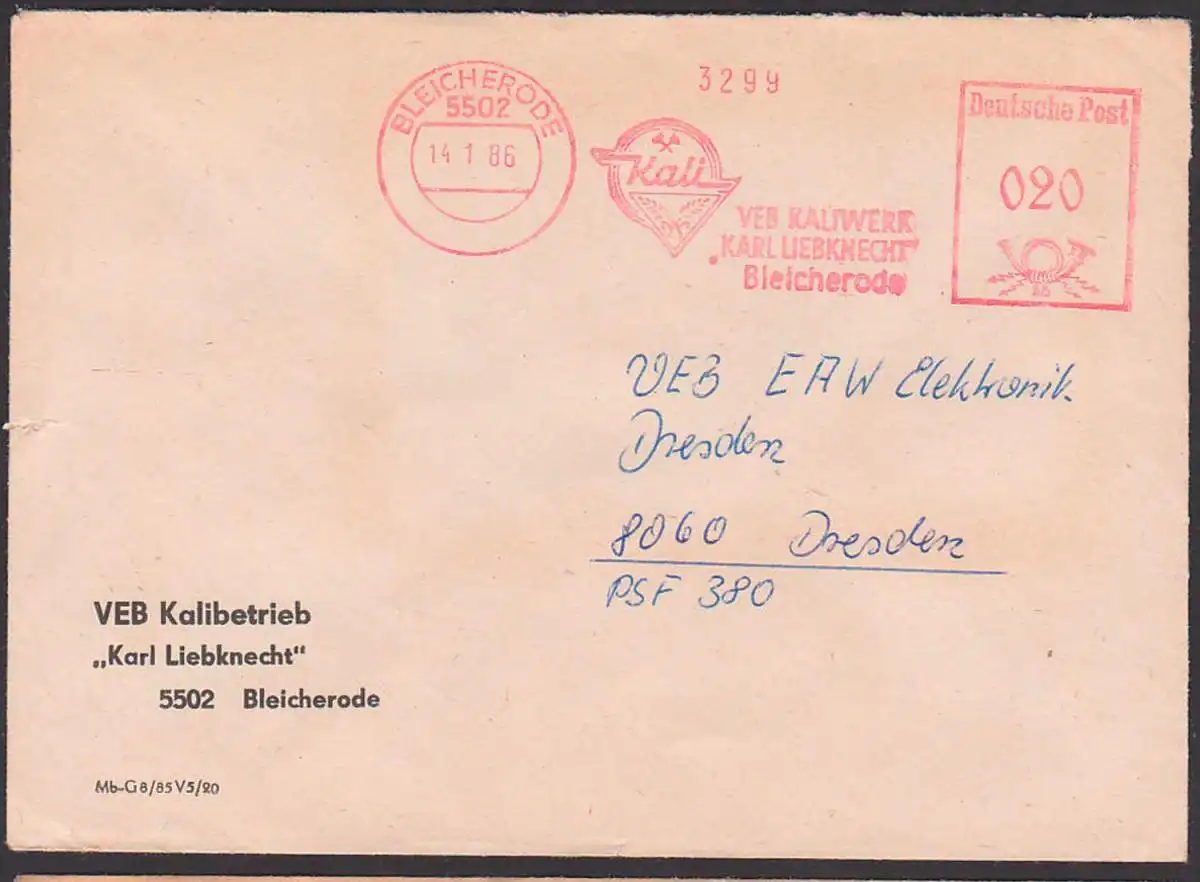 BLEICHERODE
5502
14 1 86
3299
Kali
VEB KALIWERK
„KARL LIEBKNECHT"
Bleicherode
Deutsche Post
020
VEB EAW Elektronik
Dresden
8060 Dresden
PSF 380
VEB Kalibetrieb
„Karl Liebknecht"
5502 Bleicherode
Mb-G 8/85 V5/20